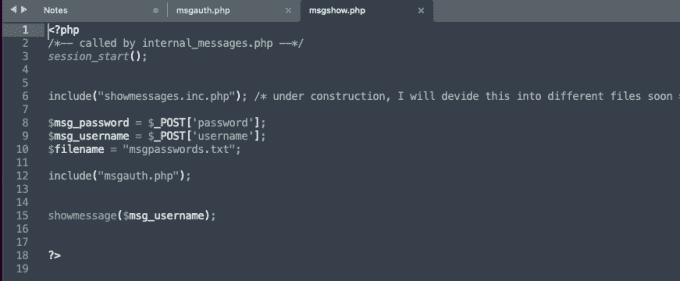 Notes msgauth.php × msgshow.php ×
1 <?php
2 /*—— called by internal_messages.php ——*/
3 session_start();
4
5
6 include("showmessages.inc.php"); /* under construction, I will devide this into different files soon
7
8 $msg_password = $_POST['password'];
9 $msg_username = $_POST['username'];
10 $filename = "msgpasswords.txt";
11
12 include("msgauth.php");
13
14
15 showmessage($msg_username);
16
17
18 ?>
19